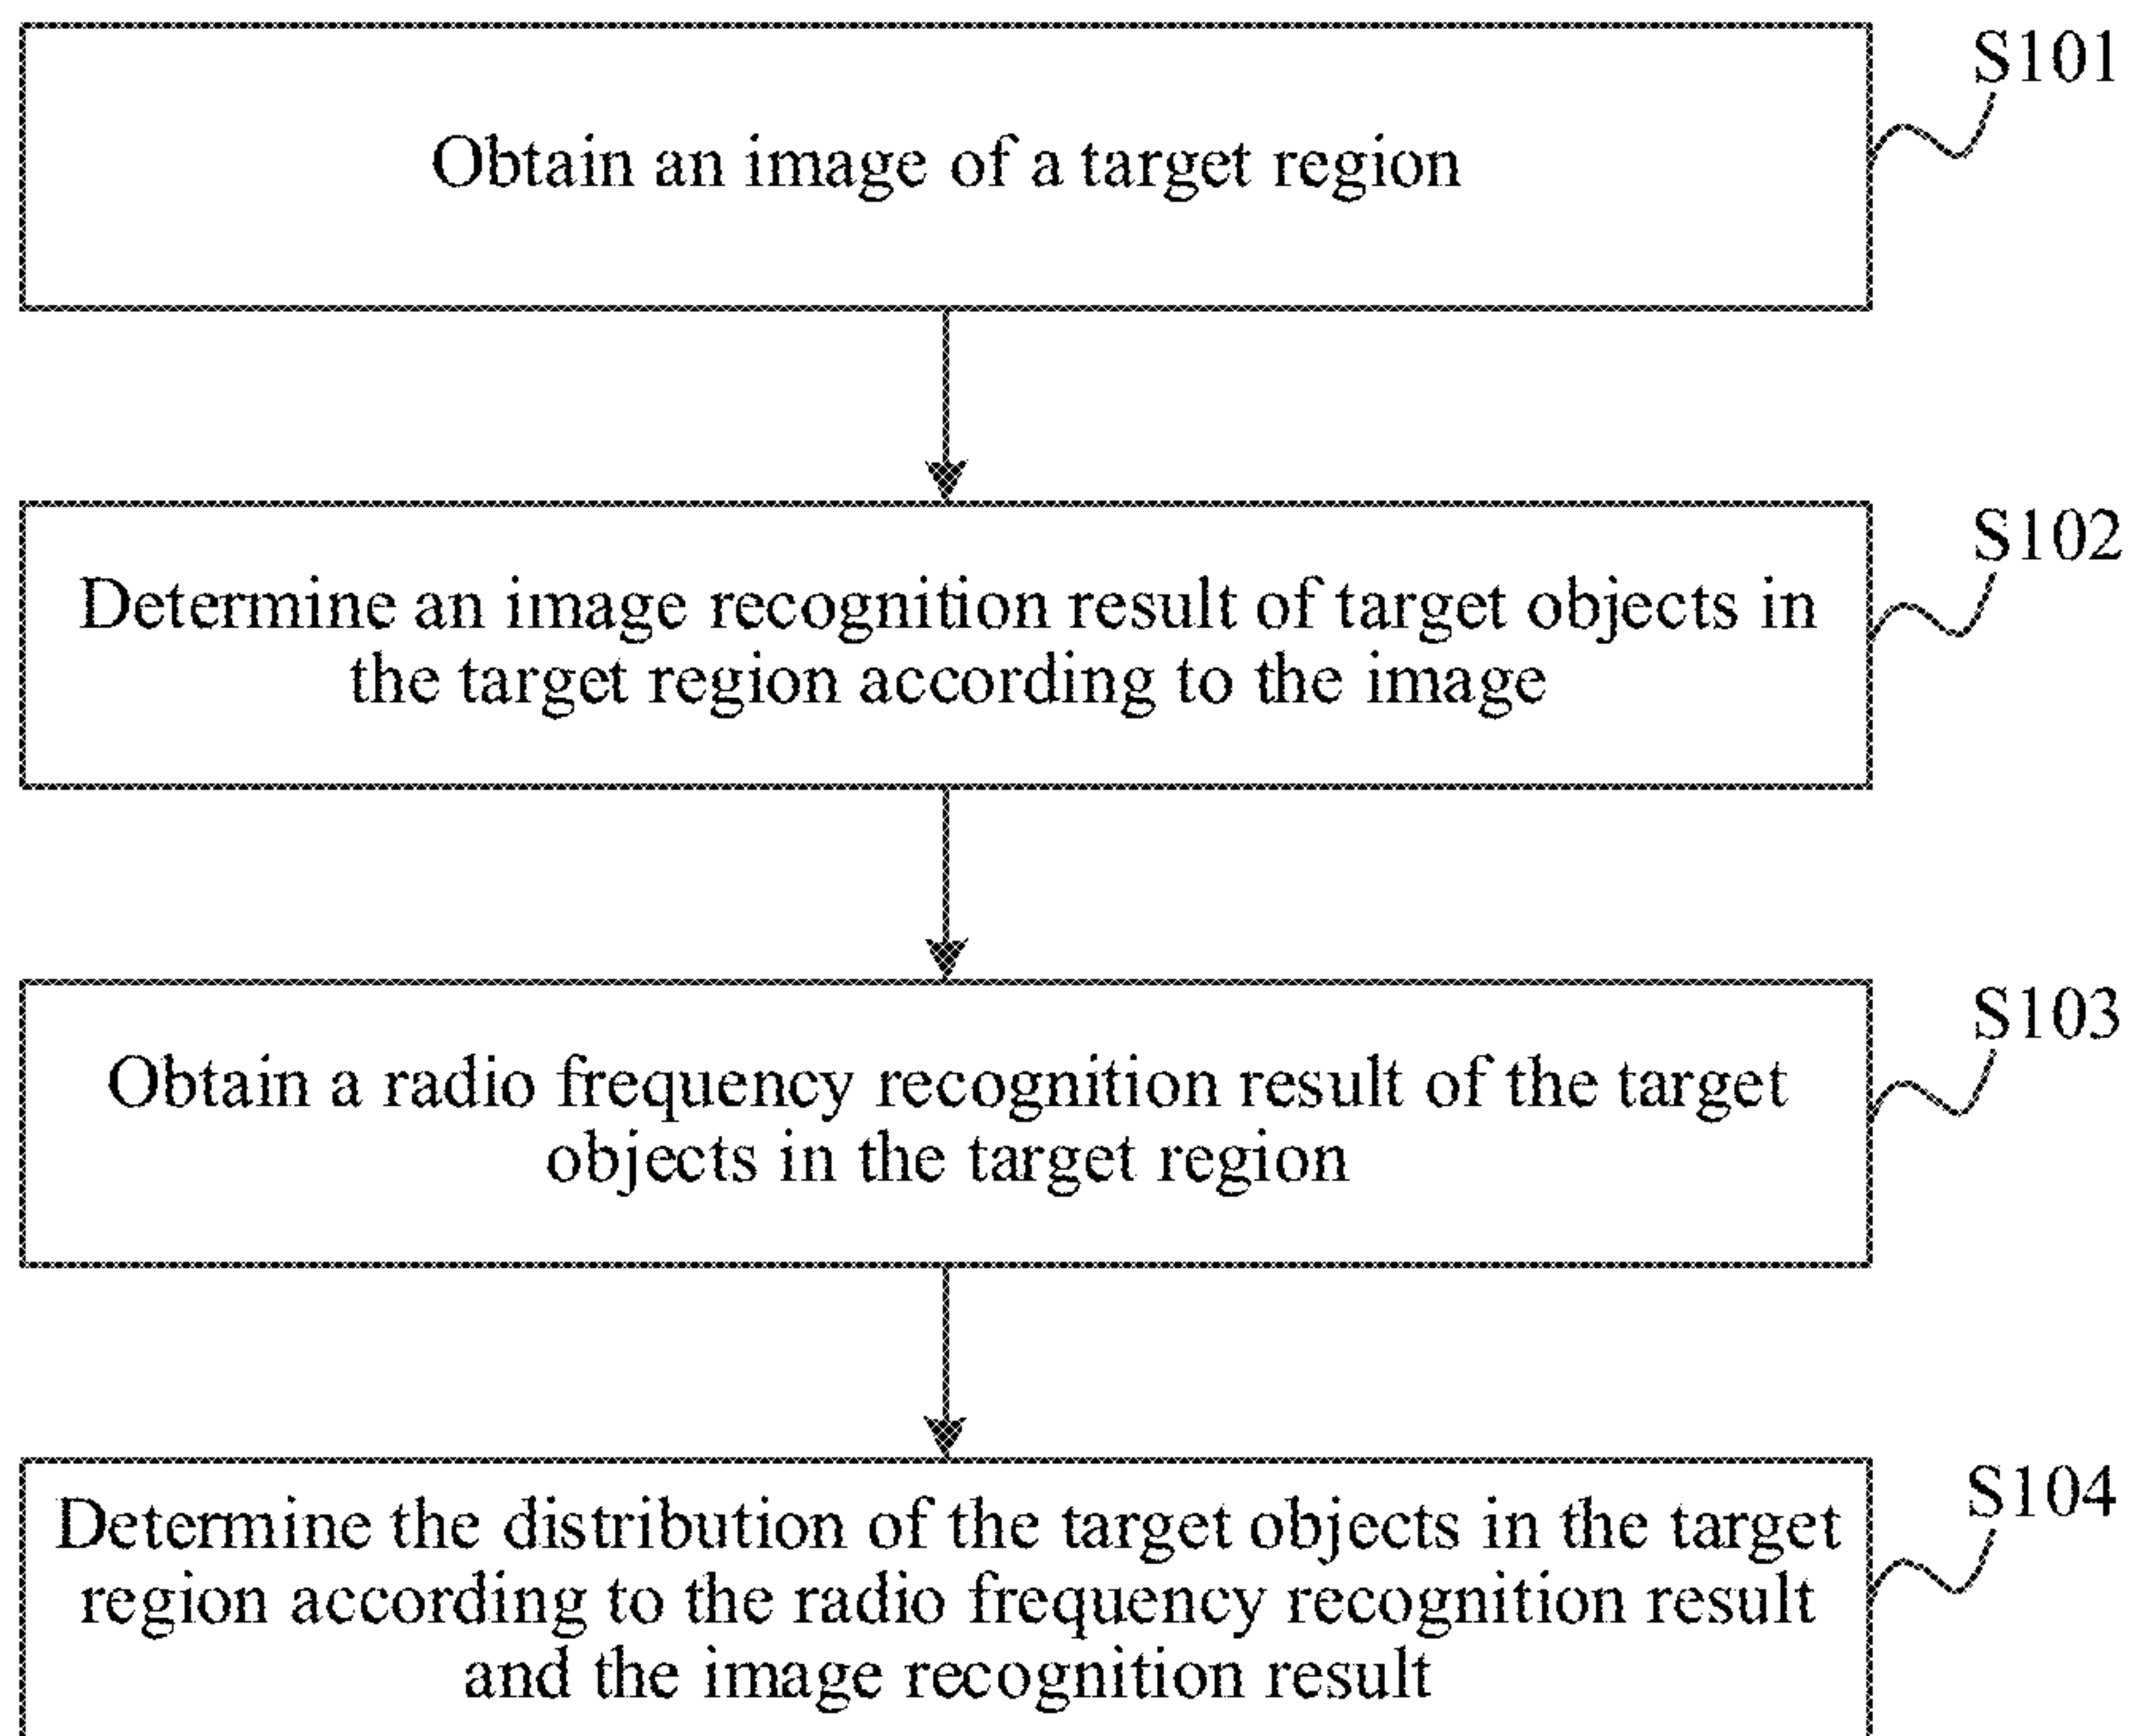 S101
Obtain an image of a target region
S102
Determine an image recognition result of target objects in
the target region according to the image
S103
Obtain a radio frequency recognition result of the target
objects in the target region
S104
Determine the distribution of the target objects in the target
region according to the radio frequency recognition result
and the image recognition result